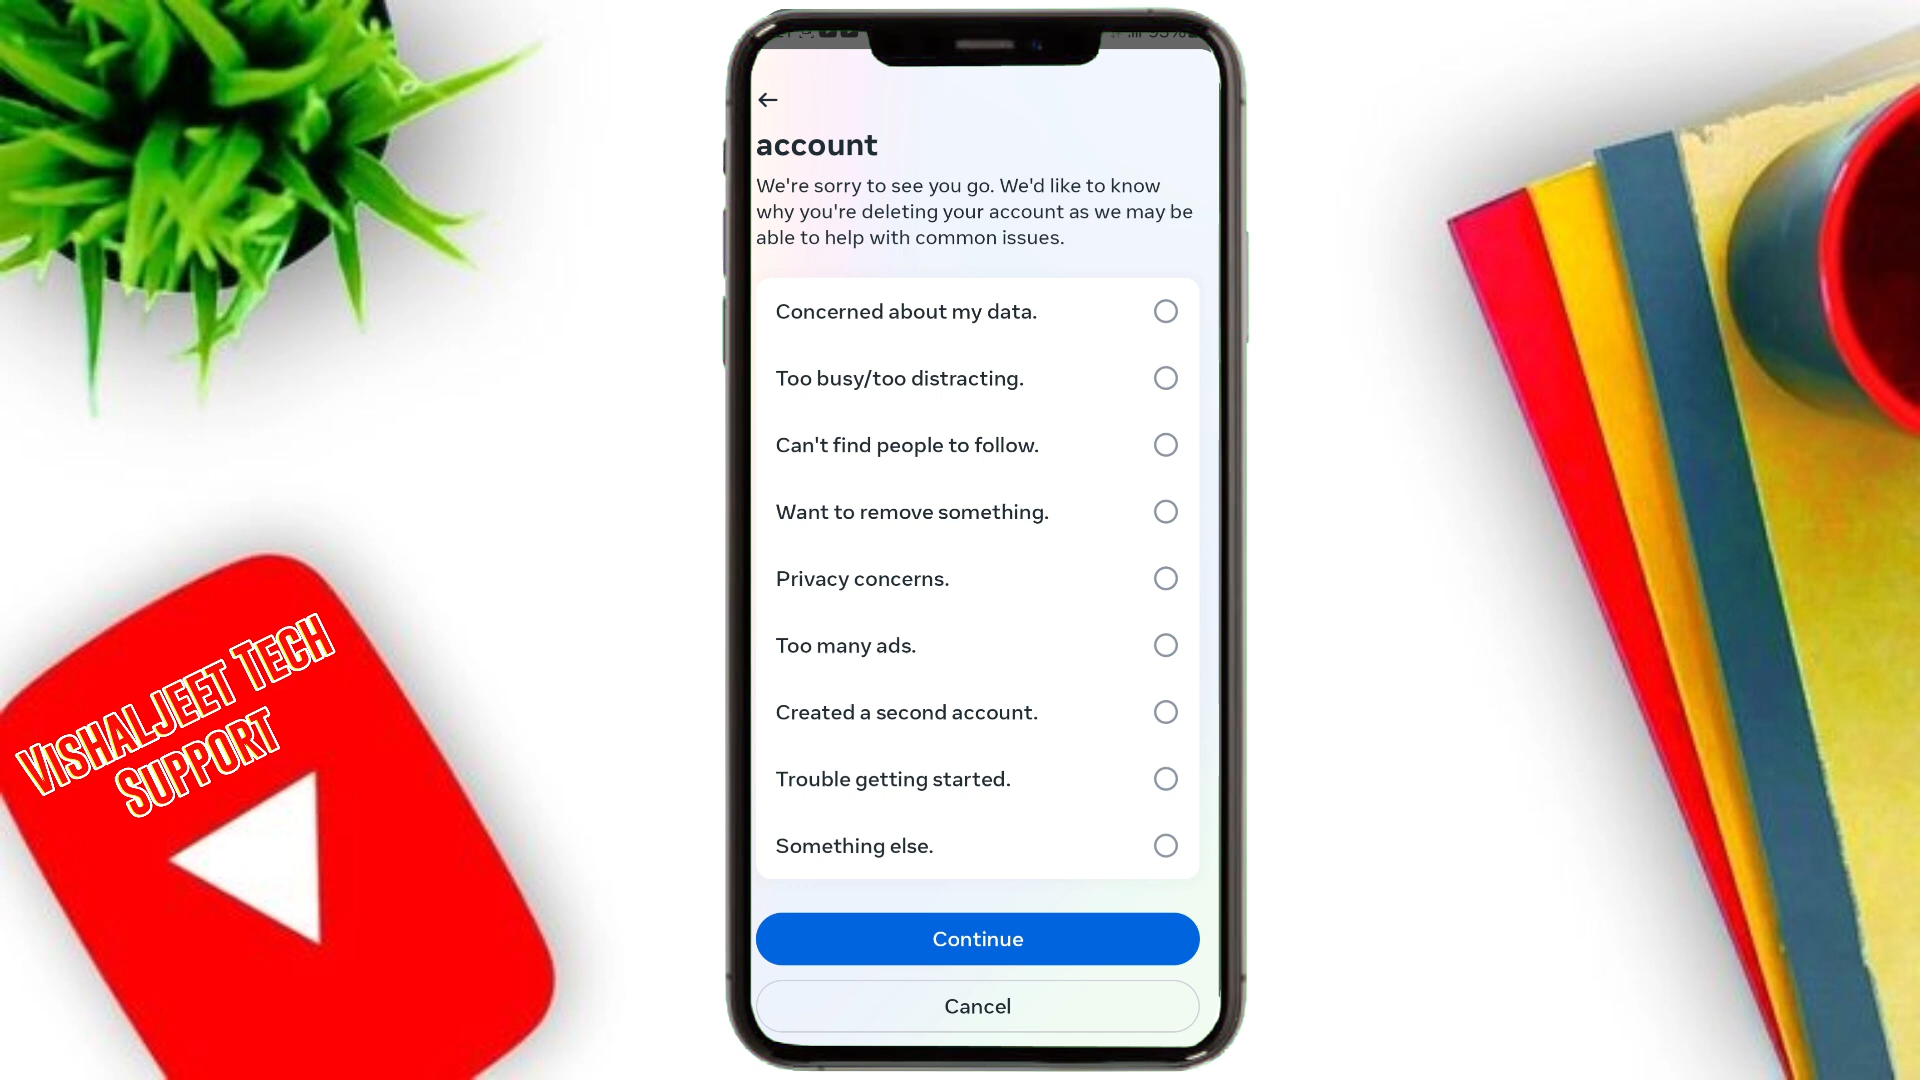 account
We're sorry to see you go. We'd like to know
why you're deleting your account as we may be
able to help with common issues.
Concerned about my data.
Too busy/too distracting.
Can't find people to follow.
Want to remove something.
Privacy concerns.
Too many ads.
Created a second account.
Trouble getting started.
Something else.
Continue
Cancel
VISHALJEET TECH
SUPPORT